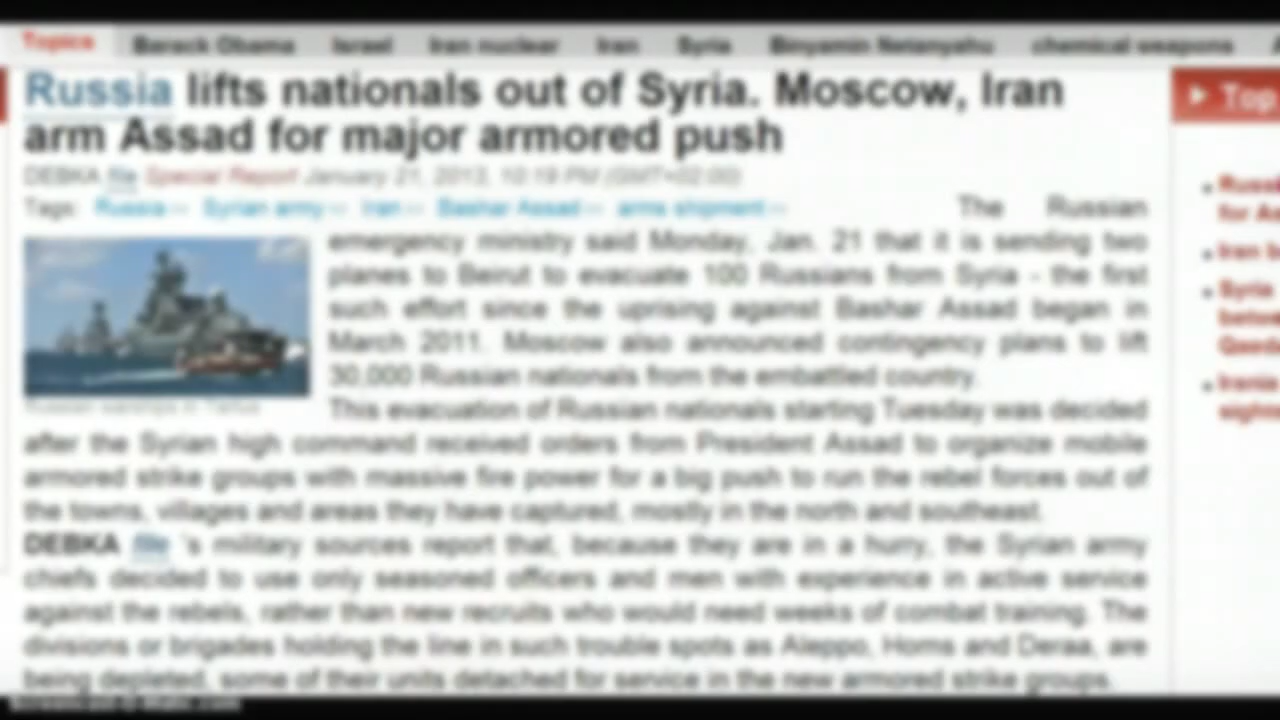 Topics Barack Obama Israel Iran nuclear Iran Syria Binyamin Netanyahu chemical weapons
Russia lifts nationals out of Syria. Moscow, Iran
arm Assad for major armored push
DEBKA file Special Report January 21, 2013, 10:19 PM (GMT+02:00)
Tags: Russia Syrian army Iran Bashar Assad arms shipment
The Russian
emergency ministry said Monday, Jan. 21 that it is sending two
planes to Beirut to evacuate 100 Russians from Syria - the first
such effort since the uprising against Bashar Assad began in
March 2011. Moscow also announced contingency plans to lift
30,000 Russian nationals from the embattled country.
Russian warships in Tartus
This evacuation of Russian nationals starting Tuesday was decided
after the Syrian high command received orders from President Assad to organize mobile
armored strike groups with massive fire power for a big push to run the rebel forces out of
the towns, villages and areas they have captured, mostly in the north and southeast.
DEBKA file 's military sources report that, because they are in a hurry, the Syrian army
chiefs decided to use only seasoned officers and men with experience in active service
against the rebels, rather than new recruits who would need weeks of combat training. The
divisions or brigades holding the line in such trouble spots as Aleppo, Homs and Deraa, are
being depleted, some of their units detached for service in the new armored strike groups.
Top
for
Iran
Syria
Screencast-O-Matic.com